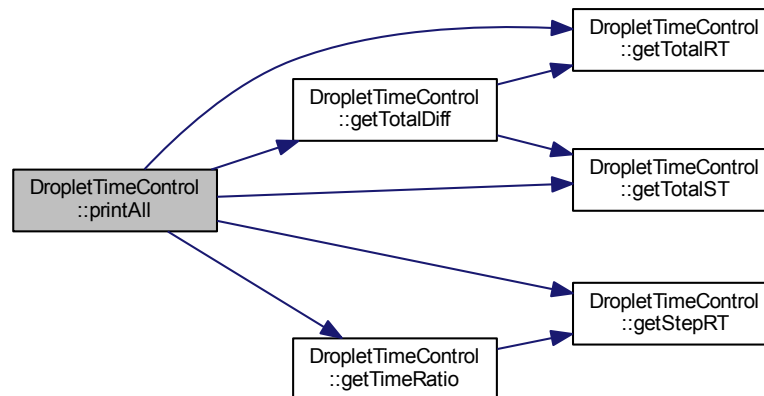 DropletTimeControl
::printAll
DropletTimeControl
::getTotalDiff
DropletTimeControl
::getTimeRatio
DropletTimeControl
::getTotalRT
DropletTimeControl
::getTotalST
DropletTimeControl
::getStepRT